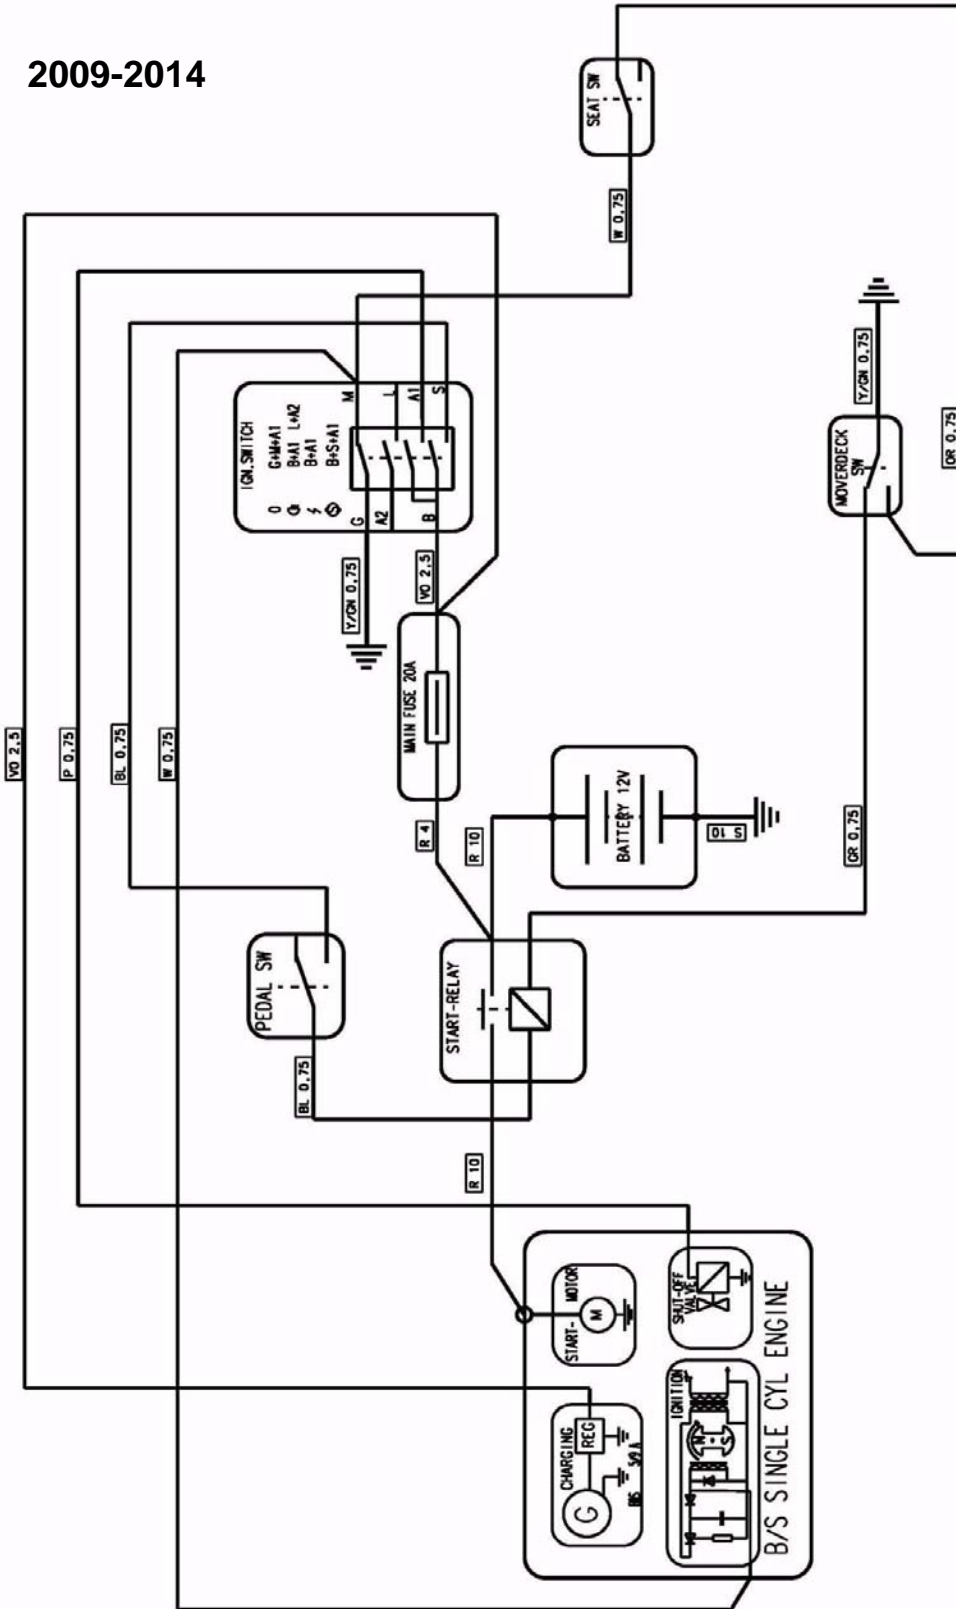 2009-2014
SEAT SW
W 0,75
IGN.SWITCH
O G+M+A1
B+A1 L+A2
B+A1
B+S+A1
M
L
A1
S
G
A2
B
Y/GN 0,75
VO 2,5
MAIN FUSE 20A
R 4
MOVERDECK
SW
Y/GN 0,75
GR 0,75
VO 2,5
P 0,75
BL 0,75
W 0,75
PEDAL SW
BL 0,75
START-RELAY
R 10
BATTERY 12V
S 10
GR 0,75
R 10
START-
MOTOR
M
SHUT-OFF
VALVE
CHARGING
REG
G
5/9 A
IGNITION
N
S
B/S SINGLE CYL ENGINE